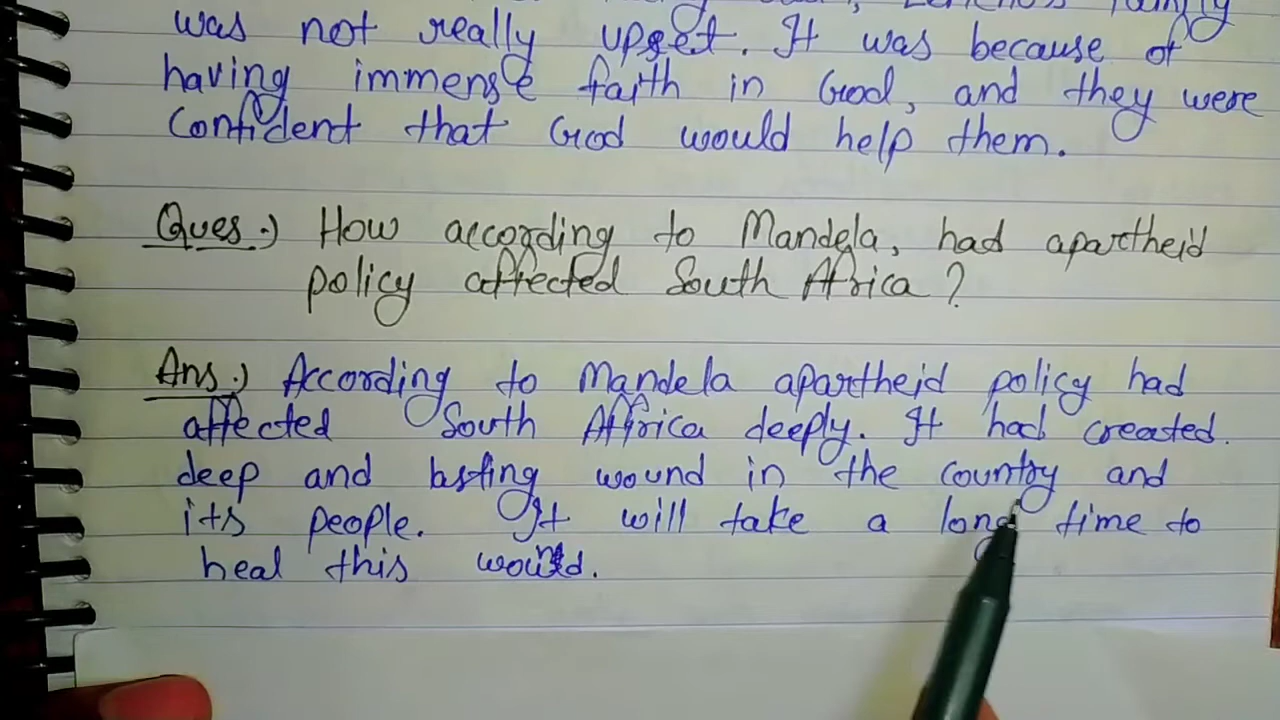 Lencho's family
was not really upset. It was because of
having immense faith in God, and they were
Confident that God would help them.
Ques.) How according to Mandela, had apartheid
policy affected South Africa?
Ans.) According to Mandela apartheid policy had
affected South Africa deeply. It had created.
deep and lasting wound in the country and
its people. It will take a long time to
heal this wound.